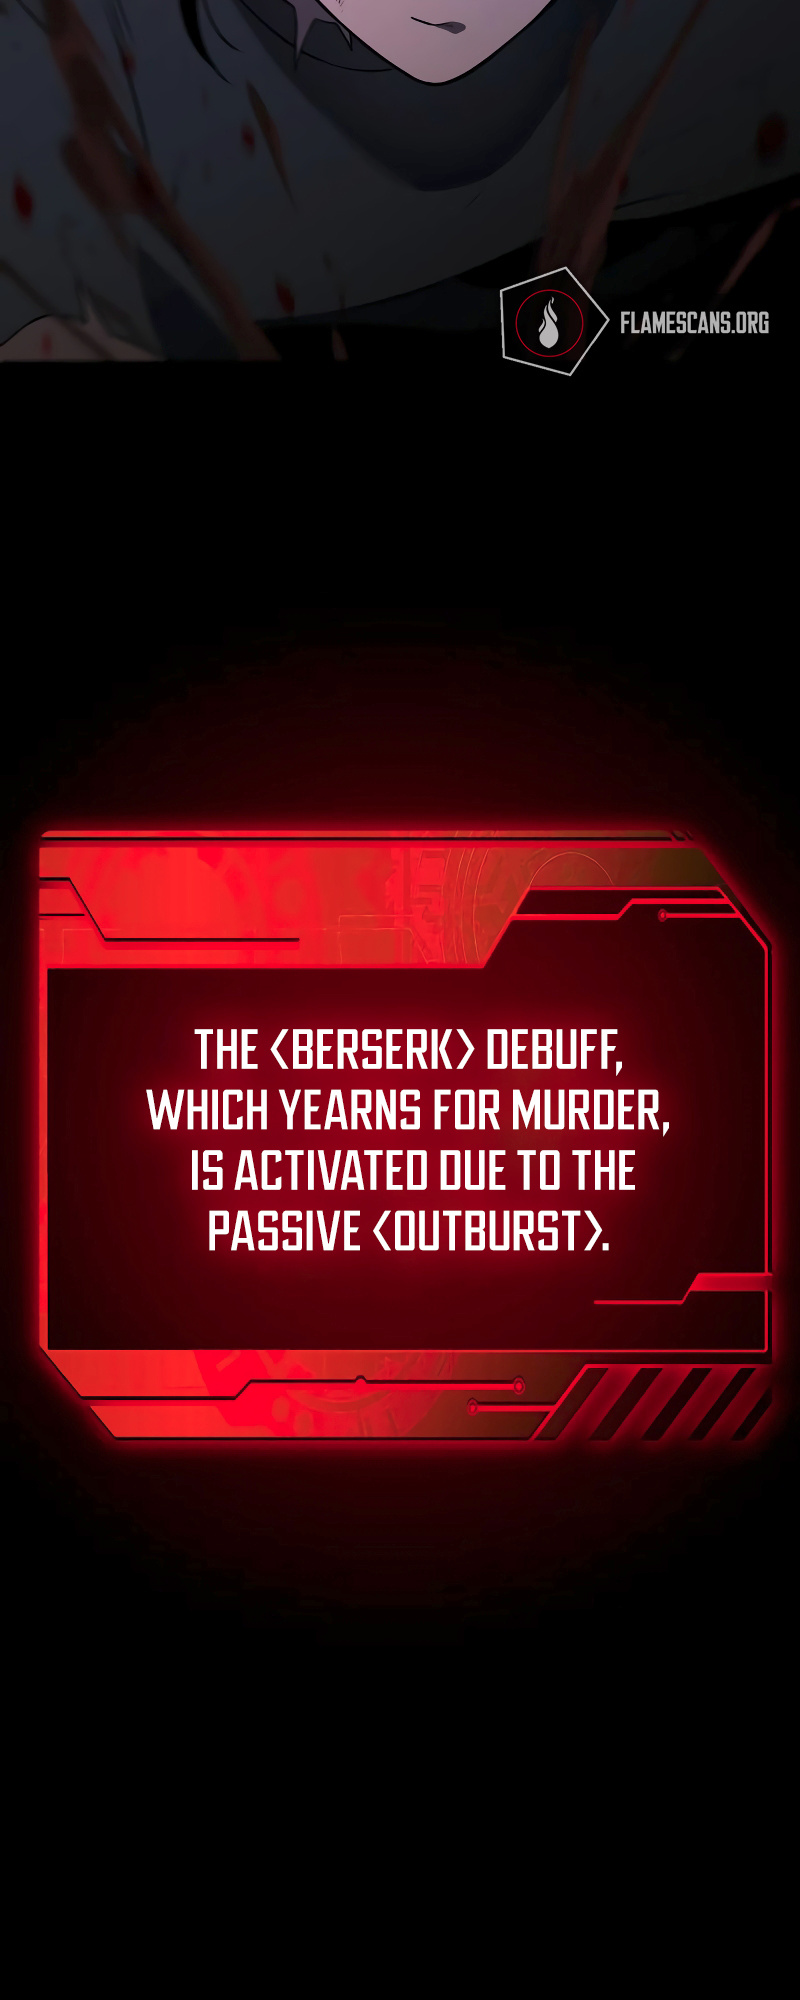 FLAMESCANS.ORG
THE <BERSERK> DEBUFF,
WHICH YEARNS FOR MURDER,
IS ACTIVATED DUE TO THE
PASSIVE <OUTBURST>.